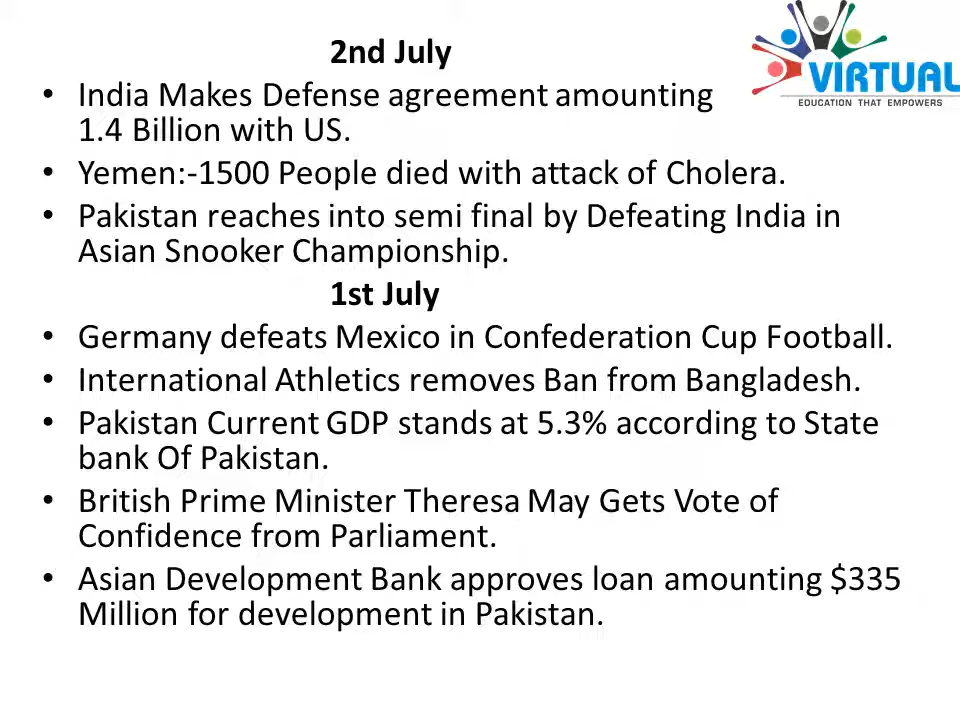 2nd July
VIRTUAL
EDUCATION THAT EMPOWERS
• India Makes Defense agreement amounting
1.4 Billion with US.
• Yemen:-1500 People died with attack of Cholera.
• Pakistan reaches into semi final by Defeating India in
Asian Snooker Championship.
1st July
• Germany defeats Mexico in Confederation Cup Football.
• International Athletics removes Ban from Bangladesh.
• Pakistan Current GDP stands at 5.3% according to State
bank Of Pakistan.
• British Prime Minister Theresa May Gets Vote of
Confidence from Parliament.
• Asian Development Bank approves loan amounting $335
Million for development in Pakistan.